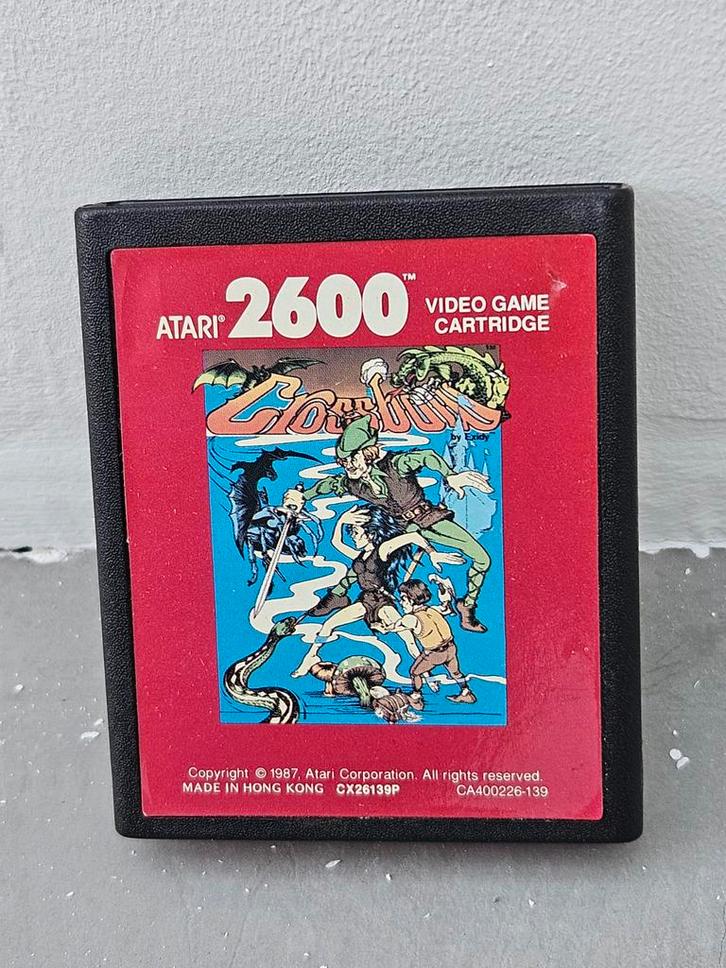 ATARI® 2600™ VIDEO GAME
CARTRIDGE
Crossbow
TM
by Exidy
Copyright © 1987, Atari Corporation. All rights reserved.
MADE IN HONG KONG CX26139P CA400226-139